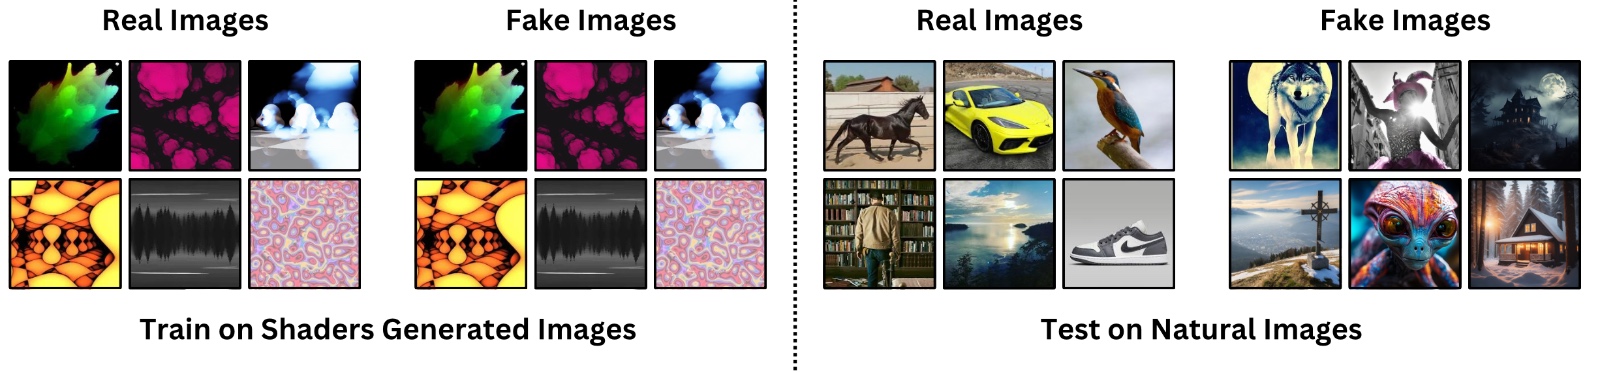 Real Images
Fake Images
Real Images
Fake Images
Train on Shaders Generated Images
Test on Natural Images